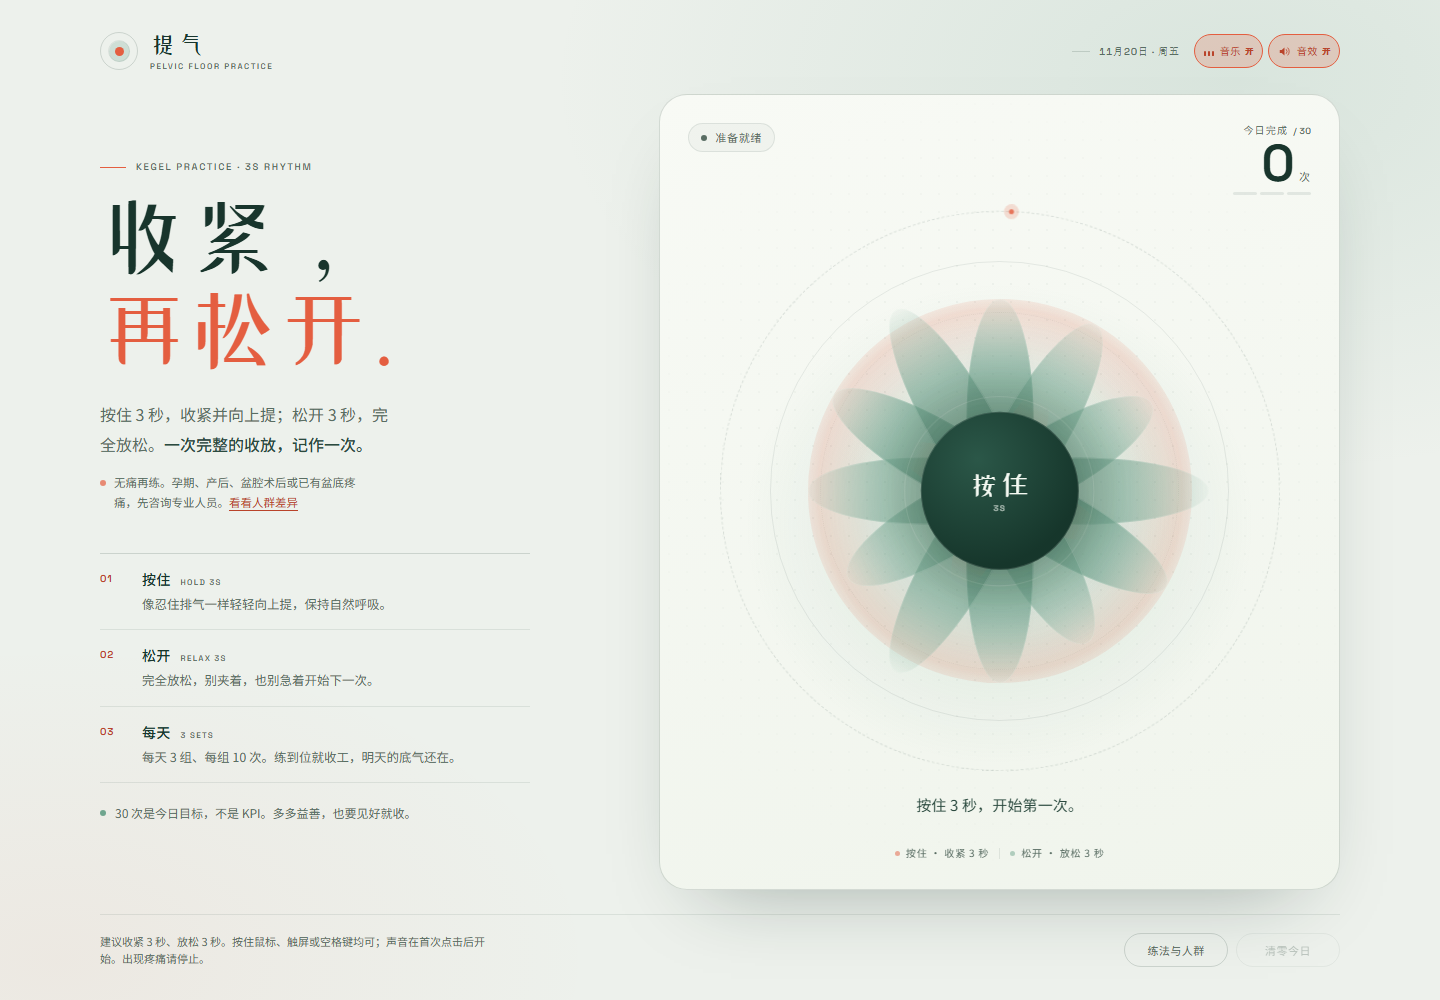 提气
PELVIC FLOOR PRACTICE
11月20日 · 周五
音乐 开
音效 开
KEGEL PRACTICE · 3S RHYTHM
收紧，
再松开.
按住 3 秒，收紧并向上提；松开 3 秒，完
全放松。一次完整的收放，记作一次。
无痛再练。孕期、产后、盆腔术后或已有盆底疼
痛，先咨询专业人员。看看人群差异
01 按住 HOLD 3S
像忍住排气一样轻轻向上提，保持自然呼吸。
02 松开 RELAX 3S
完全放松，别夹着，也别急着开始下一次。
03 每天 3 SETS
每天 3 组、每组 10 次。练到位就收工，明天的底气还在。
30 次是今日目标，不是 KPI。多多益善，也要见好就收。
准备就绪
今日完成 / 30
0 次
按住
3S
按住 3 秒，开始第一次。
按住 · 收紧 3 秒
松开 · 放松 3 秒
建议收紧 3 秒、放松 3 秒。按住鼠标、触屏或空格键均可；声音在首次点击后开
始。出现疼痛请停止。
练法与人群
清零今日